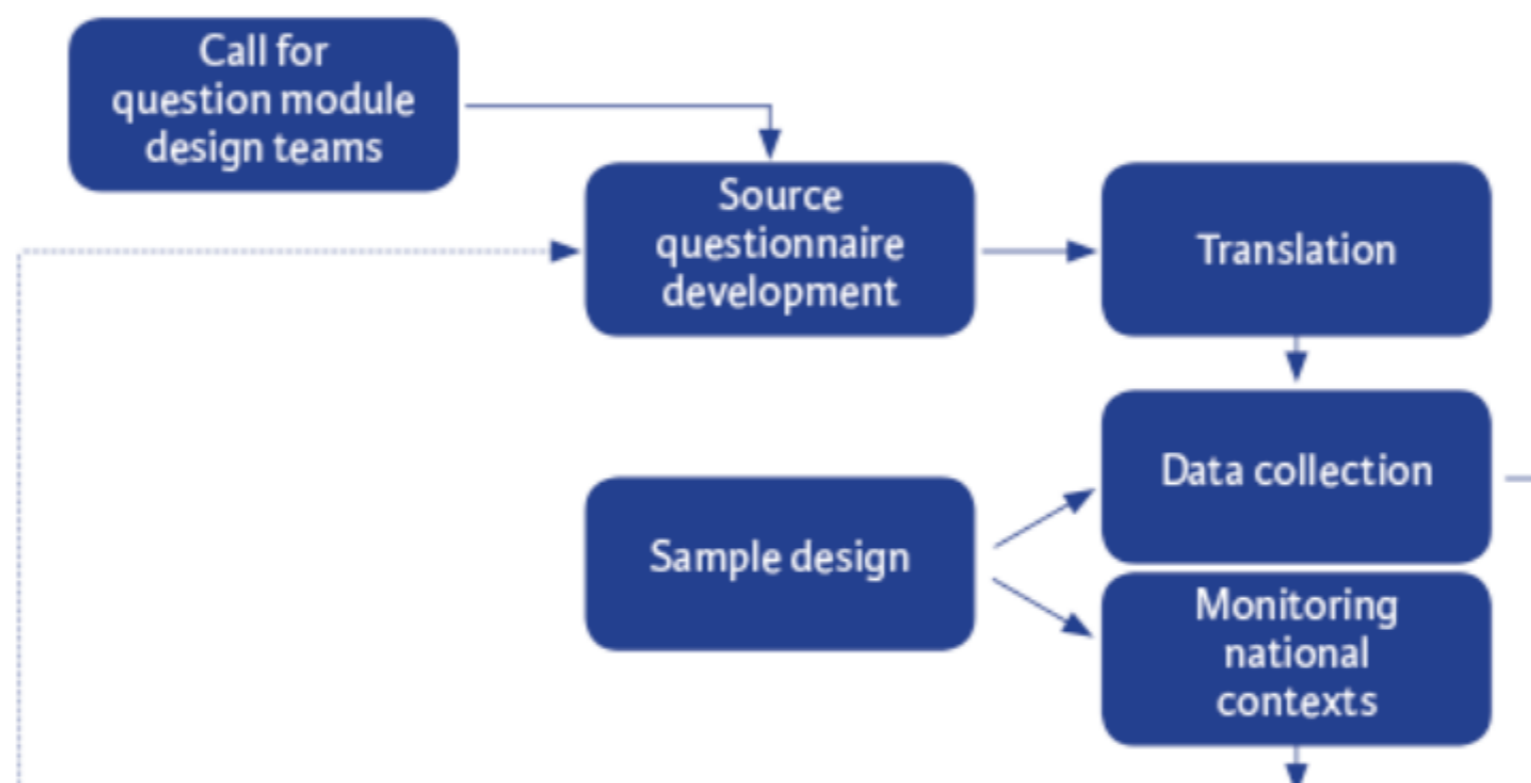 Call for
question module
design teams
Source
questionnaire
development
Translation
Data collection
Sample design
Monitoring
national
contexts